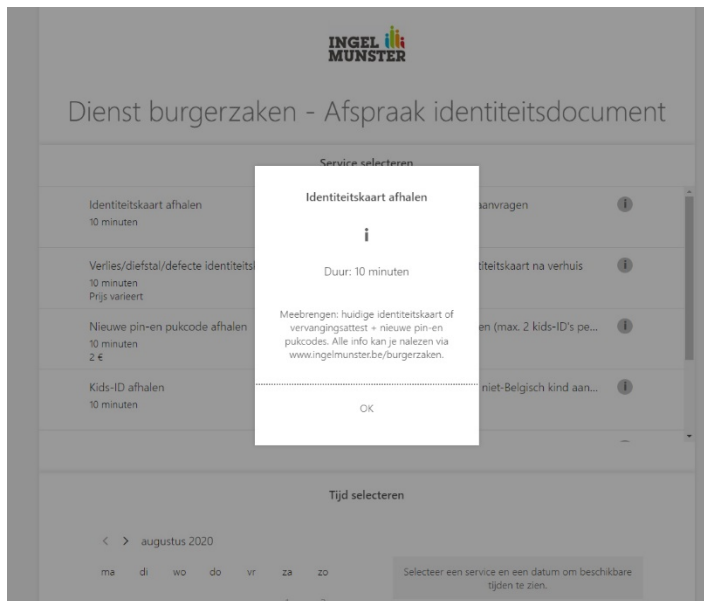 INGEL
MUNSTER
Dienst burgerzaken - Afspraak identiteitsdocument
Service selecteren
Identiteitskaart afhalen
10 minuten
aanvragen
Verlies/diefstal/defecte
10 minuten
Prijs varieert
na verhuis
Nieuwe pin-en pukcode afhalen
10 minuten
2 €
(max. 2 kids-ID's pe...
Kids-ID afhalen
10 minuten
niet-Belgisch kind aan...
Identiteitskaart afhalen
i
Duur: 10 minuten
Meebrengen: huidige identiteitskaart of
vervangingsattest + nieuwe pin-en
pukcodes. Alle info kan je nalezen via
www.ingelmunster.be/burgerzaken.
OK
Tijd selecteren
< > augustus 2020
ma di wo do vr za zo
Selecteer een service en een datum om beschikbare
tijden te zien.